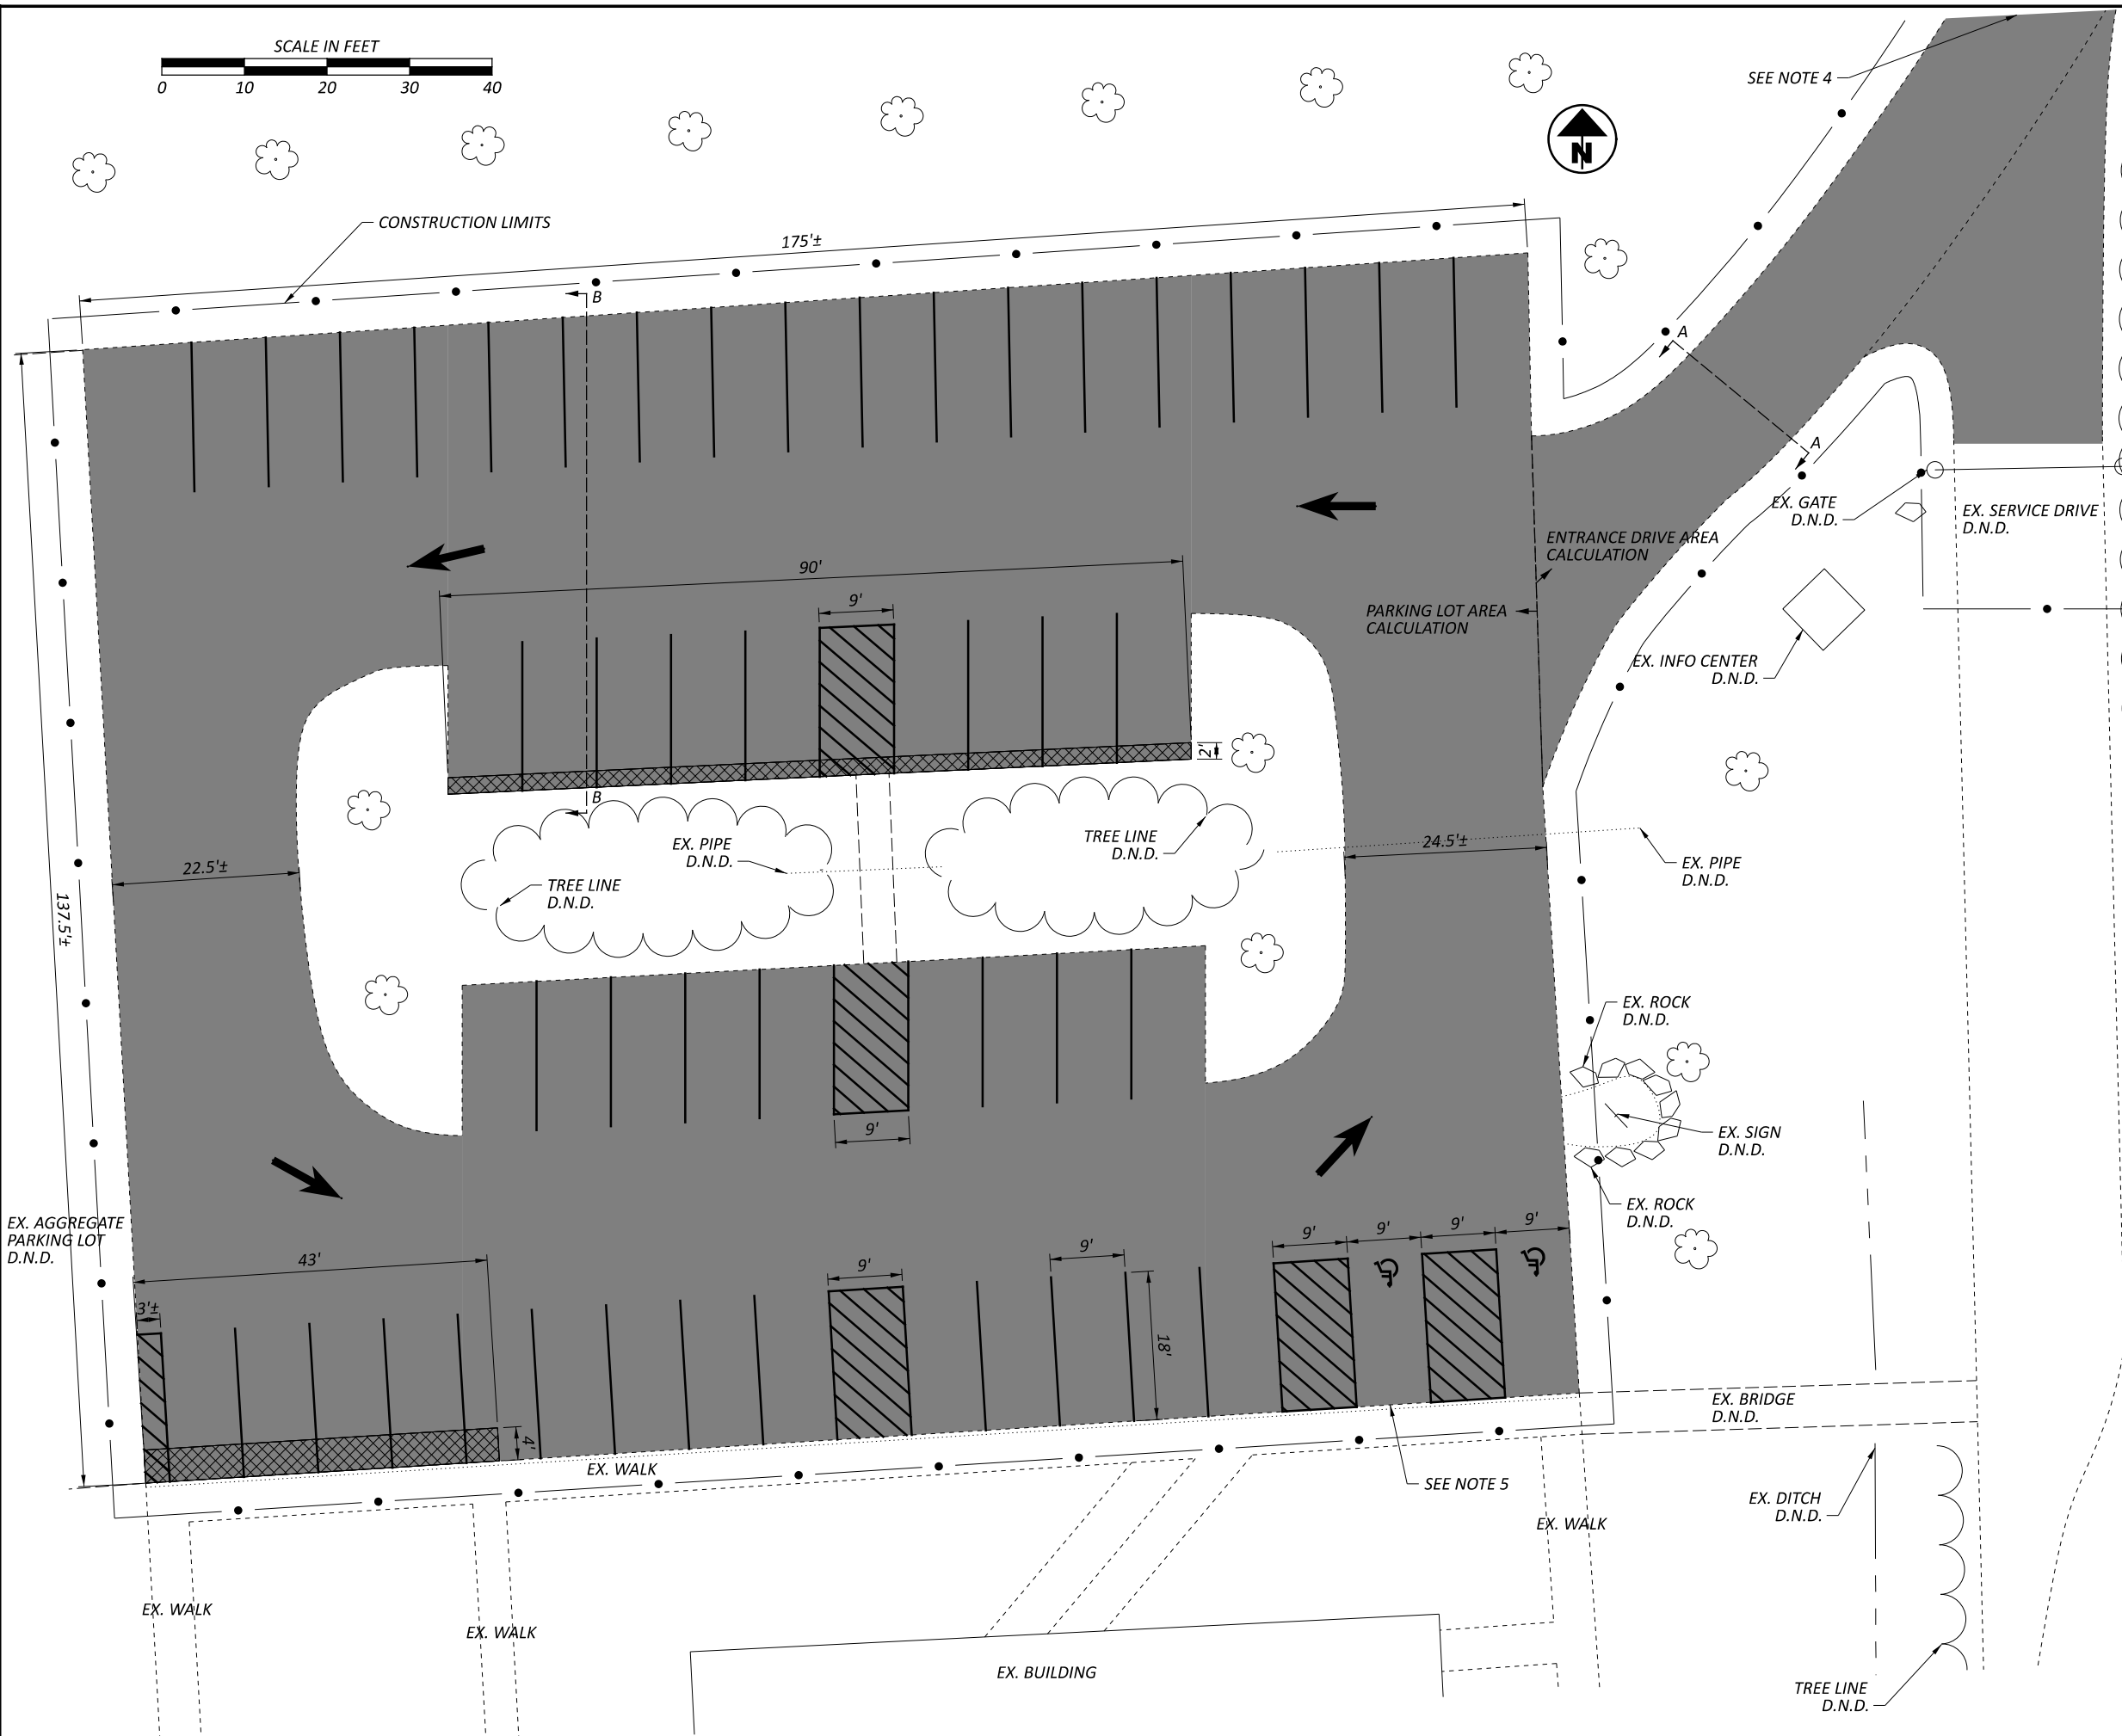 SCALE IN FEET
0 10 20 30 40
SEE NOTE 4
N
CONSTRUCTION LIMITS
175'±
B
A
A
EX. GATE
D.N.D.
EX. SERVICE DRIVE
D.N.D.
ENTRANCE DRIVE AREA
CALCULATION
90'
9'
PARKING LOT AREA
CALCULATION
EX. INFO CENTER
D.N.D.
2'
B
EX. PIPE
D.N.D.
TREE LINE
D.N.D.
24.5'±
EX. PIPE
D.N.D.
22.5'±
TREE LINE
D.N.D.
137.5'±
EX. ROCK
D.N.D.
9'
EX. SIGN
D.N.D.
EX. ROCK
D.N.D.
EX. AGGREGATE
PARKING LOT
D.N.D.
43'
9'
9'
9'
9'
9'
9'
3'±
18'
4'
EX. BRIDGE
D.N.D.
EX. WALK
SEE NOTE 5
EX. DITCH
D.N.D.
EX. WALK
EX. WALK
EX. WALK
EX. BUILDING
TREE LINE
D.N.D.